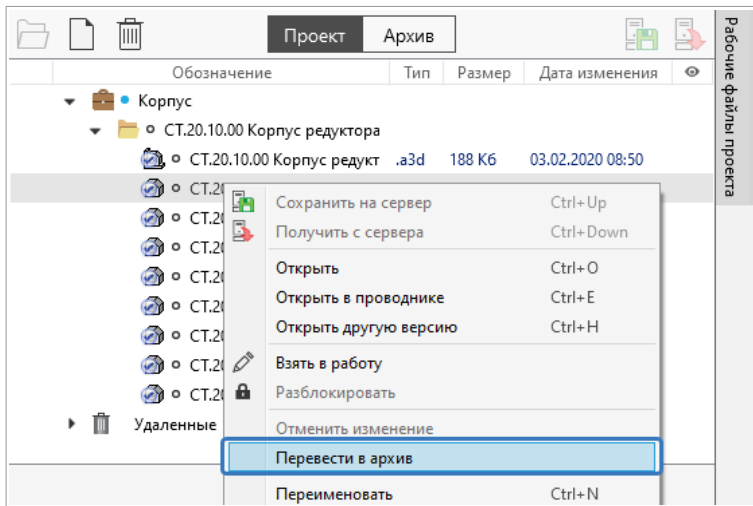 Проект Архив
Обозначение Тип Размер Дата изменения
Корпус
СТ.20.10.00 Корпус редуктора
СТ.20.10.00 Корпус редукт .a3d 188 Кб 03.02.2020 08:50
СТ.20
СТ.20
СТ.20
СТ.20
СТ.20
СТ.20
СТ.20
СТ.20
Удаленные
Сохранить на сервер Ctrl+Up
Получить с сервера Ctrl+Down
Открыть Ctrl+O
Открыть в проводнике Ctrl+E
Открыть другую версию Ctrl+H
Взять в работу
Разблокировать
Отменить изменение
Перевести в архив
Переименовать Ctrl+N
Рабочие файлы проекта